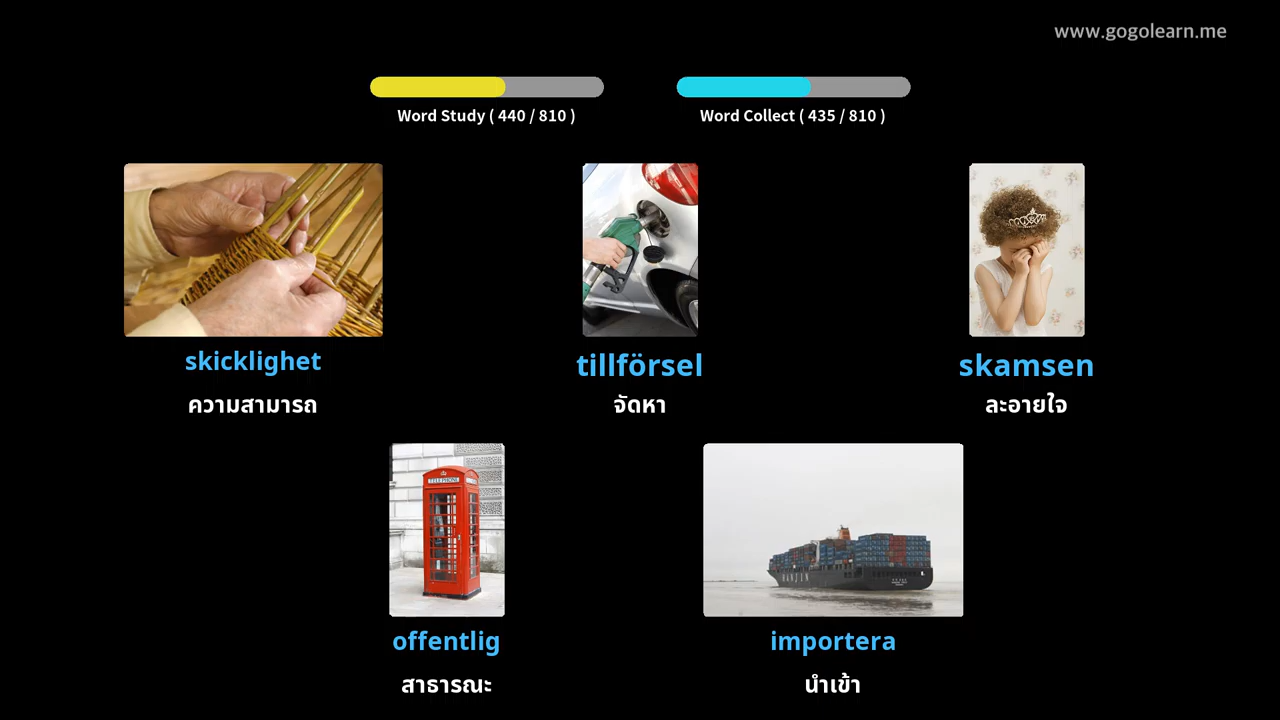 www.gogolearn.me
Word Study ( 440 / 810 )
Word Collect ( 435 / 810 )
skicklighet
ความสามารถ
tillförsel
จัดหา
skamsen
ละอายใจ
TELEPHONE
offentlig
สาธารณะ
HANJIN
importera
นำเข้า